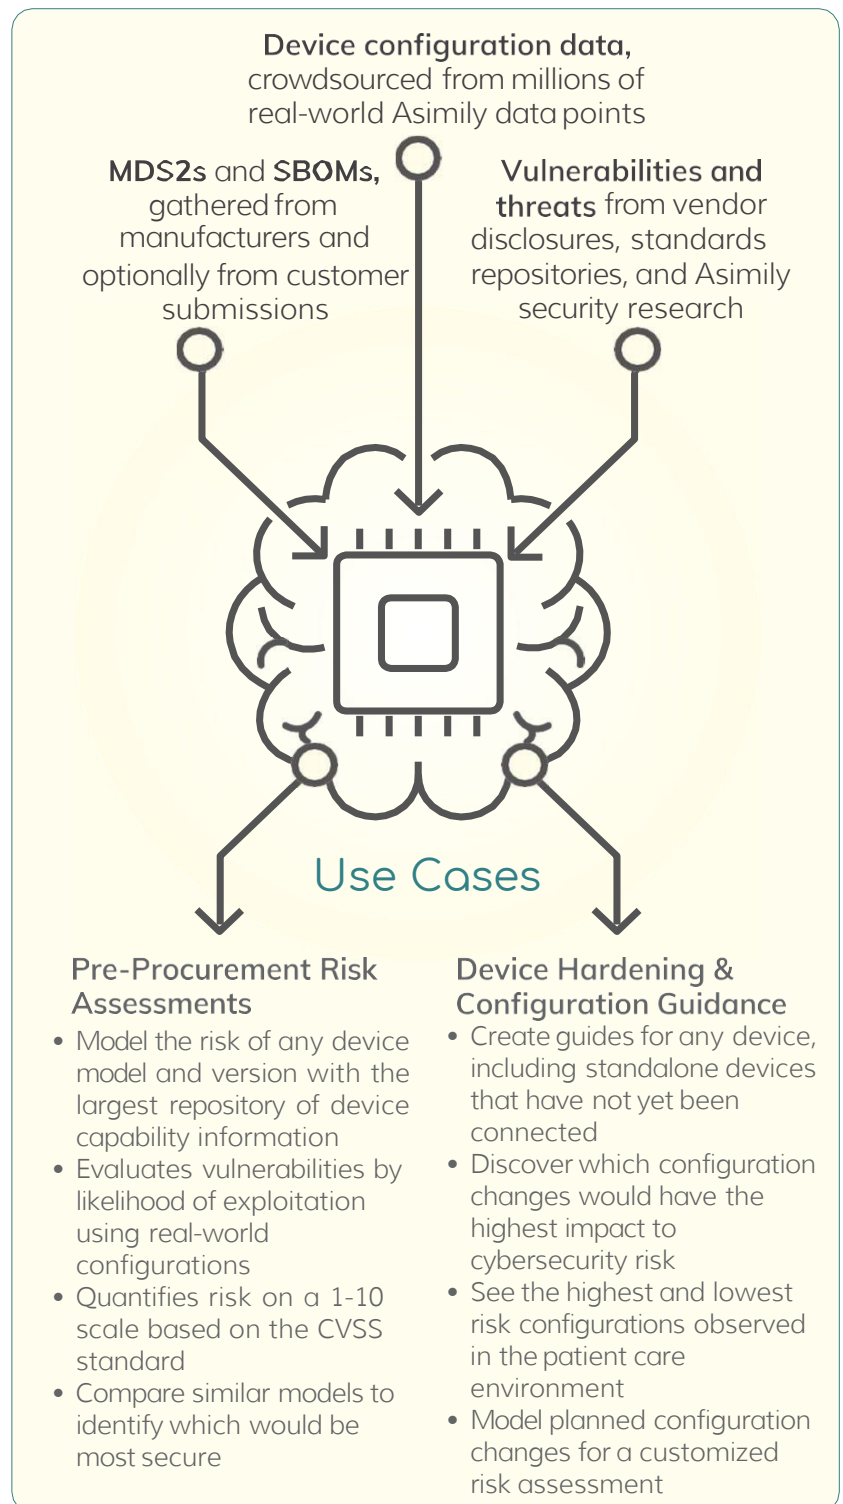 Device configuration data,
crowdsourced from millions of
real-world Asimily data points
MDS2s and SBOMs,
gathered from
manufacturers and
optionally from customer
submissions
Vulnerabilities and
threats from vendor
disclosures, standards
repositories, and Asimily
security research
Use Cases
Pre-Procurement Risk
Assessments
• Model the risk of any device
model and version with the
largest repository of device
capability information
• Evaluates vulnerabilities by
likelihood of exploitation
using real-world
configurations
• Quantifies risk on a 1-10
scale based on the CVSS
standard
• Compare similar models to
identify which would be
most secure
Device Hardening &
Configuration Guidance
• Create guides for any device,
including standalone devices
that have not yet been
connected
• Discover which configuration
changes would have the
highest impact to
cybersecurity risk
• See the highest and lowest
risk configurations observed
in the patient care
environment
• Model planned configuration
changes for a customized
risk assessment